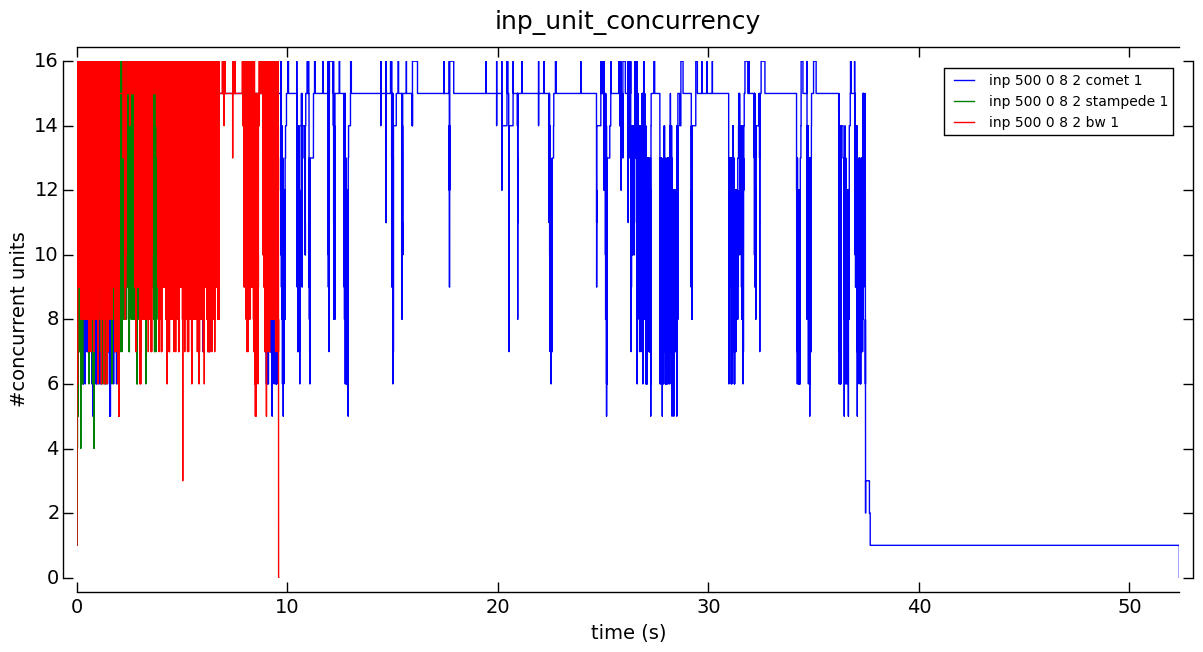 inp_unit_concurrency
16
14
12
10
8
6
4
2
0
#concurrent units
inp 500 0 8 2 comet 1
inp 500 0 8 2 stampede 1
inp 500 0 8 2 bw 1
0 10 20 30 40 50
time (s)